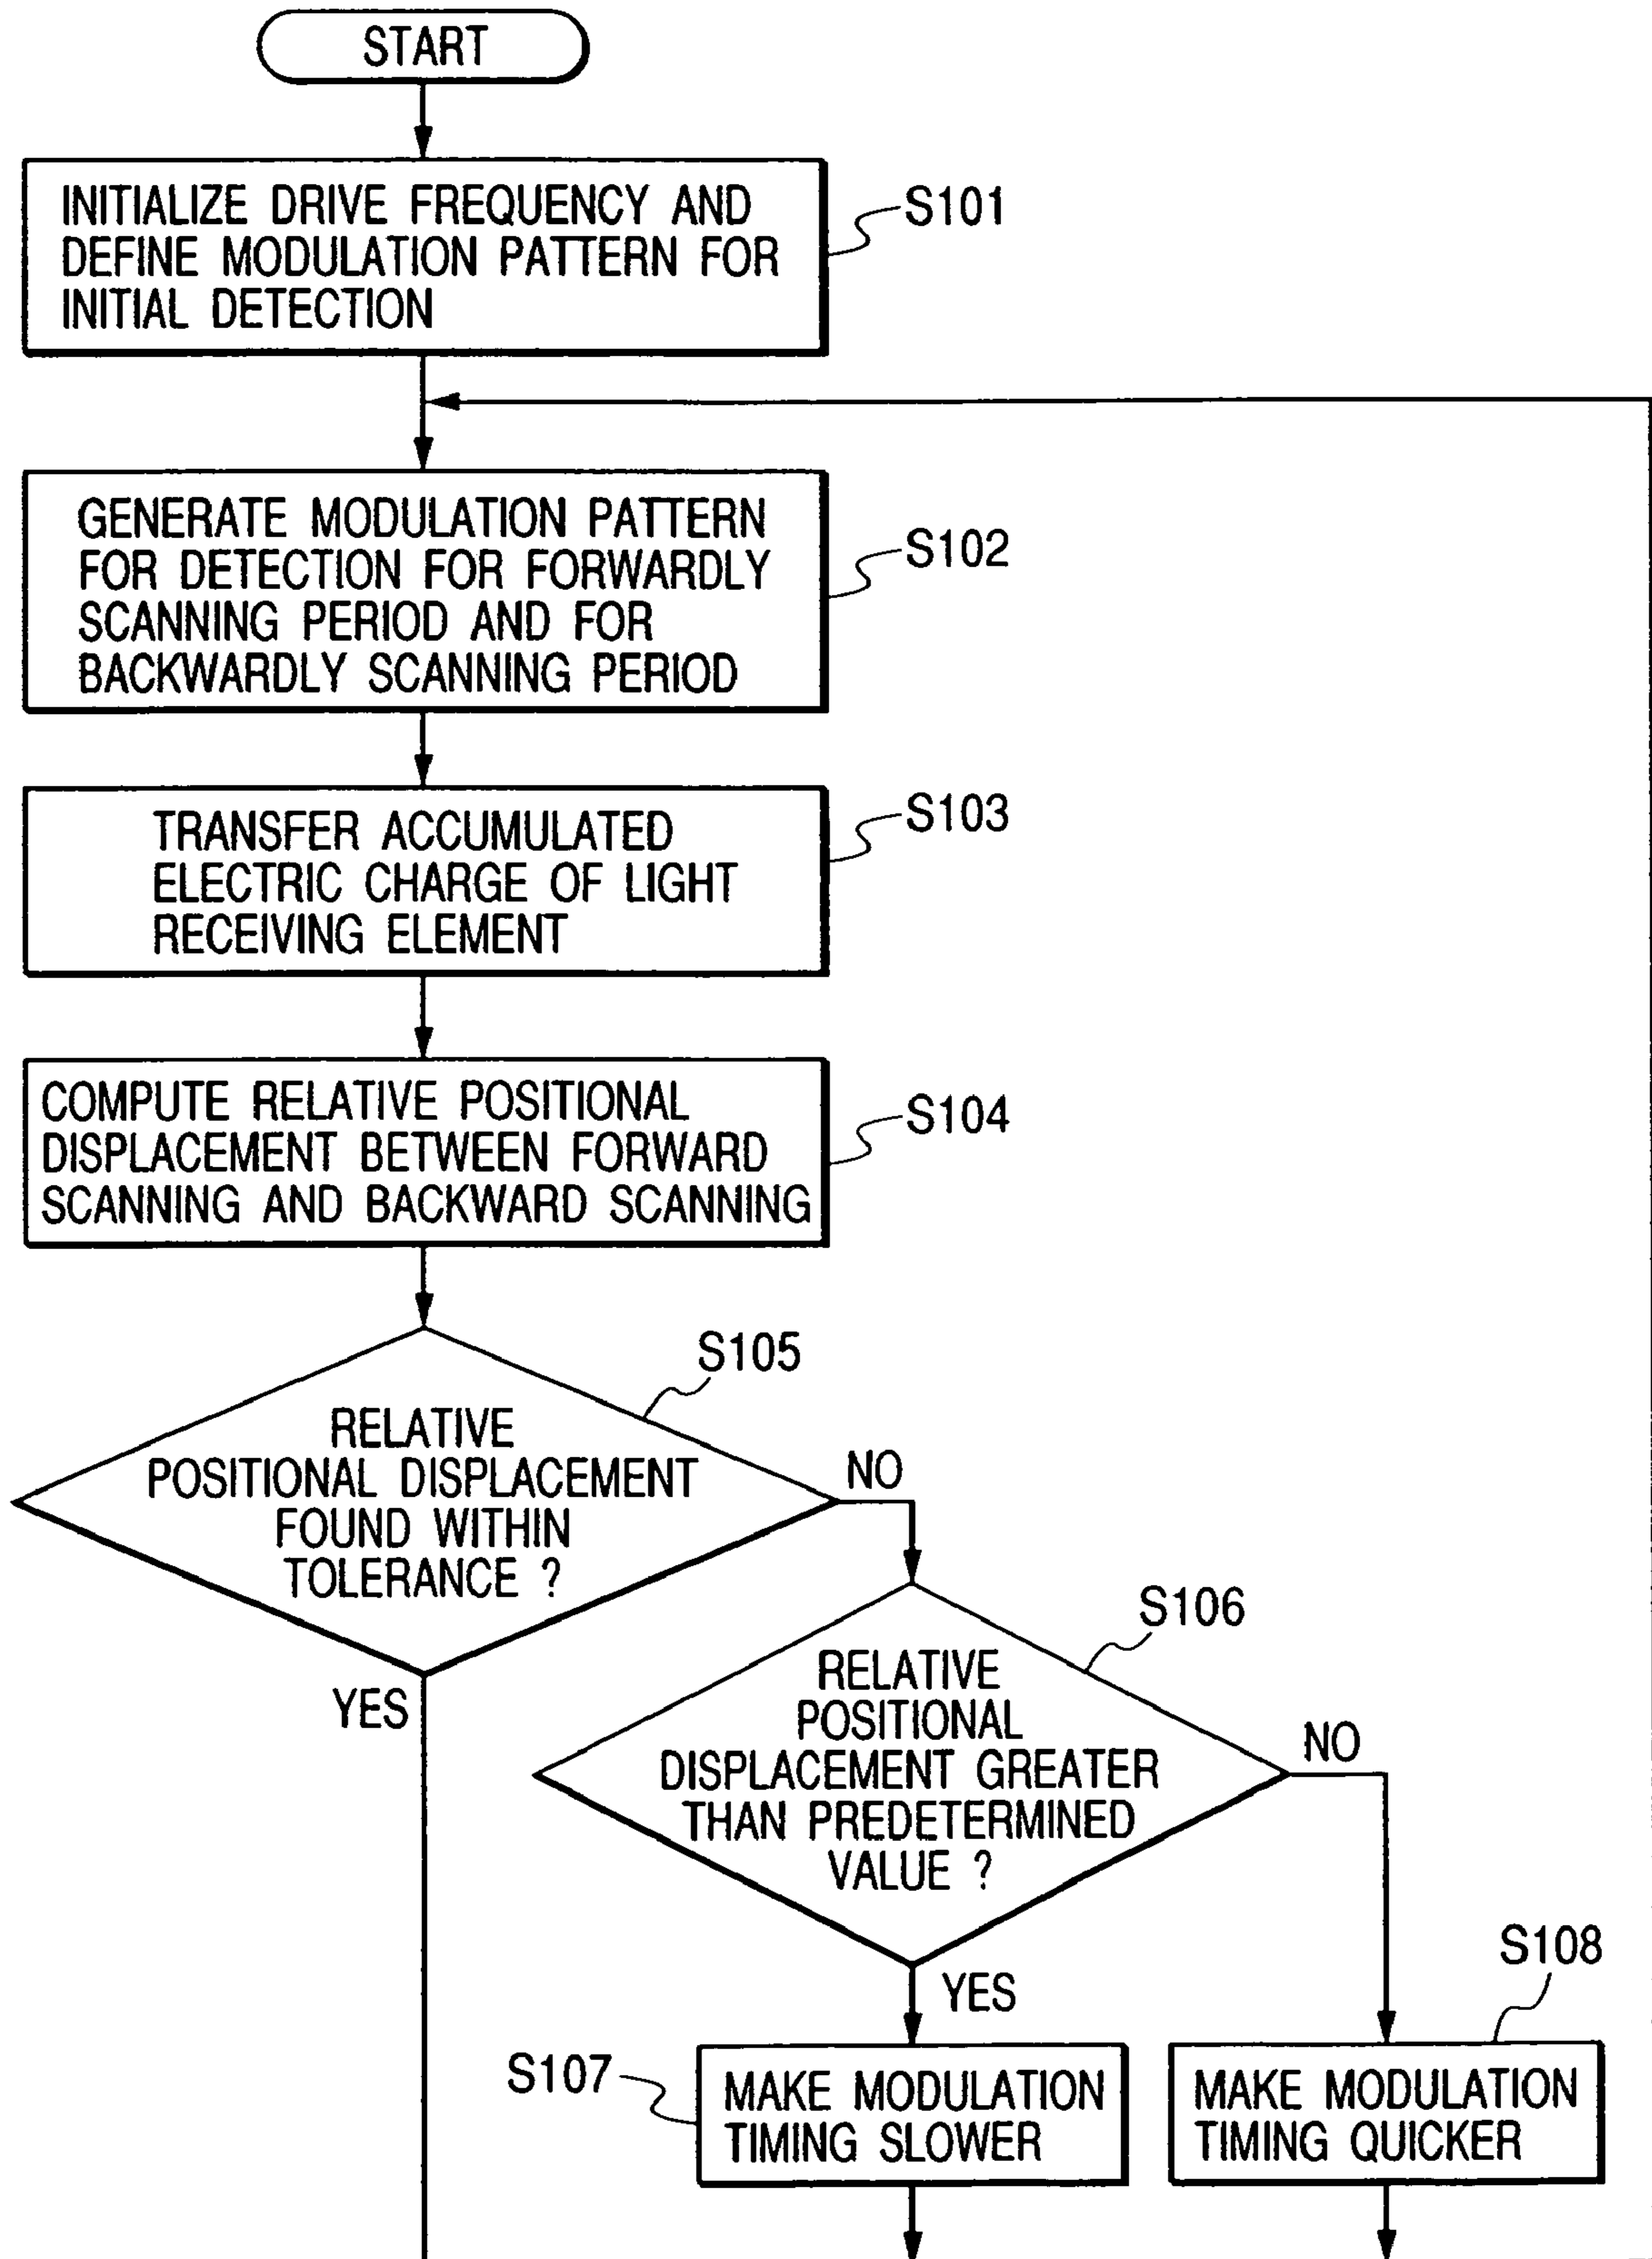 START
INITIALIZE DRIVE FREQUENCY AND
DEFINE MODULATION PATTERN FOR
INITIAL DETECTION
S101
GENERATE MODULATION PATTERN
FOR DETECTION FOR FORWARDLY
SCANNING PERIOD AND FOR
BACKWARDLY SCANNING PERIOD
S102
TRANSFER ACCUMULATED
ELECTRIC CHARGE OF LIGHT
RECEIVING ELEMENT
S103
COMPUTE RELATIVE POSITIONAL
DISPLACEMENT BETWEEN FORWARD
SCANNING AND BACKWARD SCANNING
S104
S105
RELATIVE
POSITIONAL DISPLACEMENT
FOUND WITHIN
TOLERANCE ?
NO
YES
S106
RELATIVE
POSITIONAL
DISPLACEMENT GREATER
THAN PREDETERMINED
VALUE ?
NO
YES
S107
MAKE MODULATION
TIMING SLOWER
S108
MAKE MODULATION
TIMING QUICKER